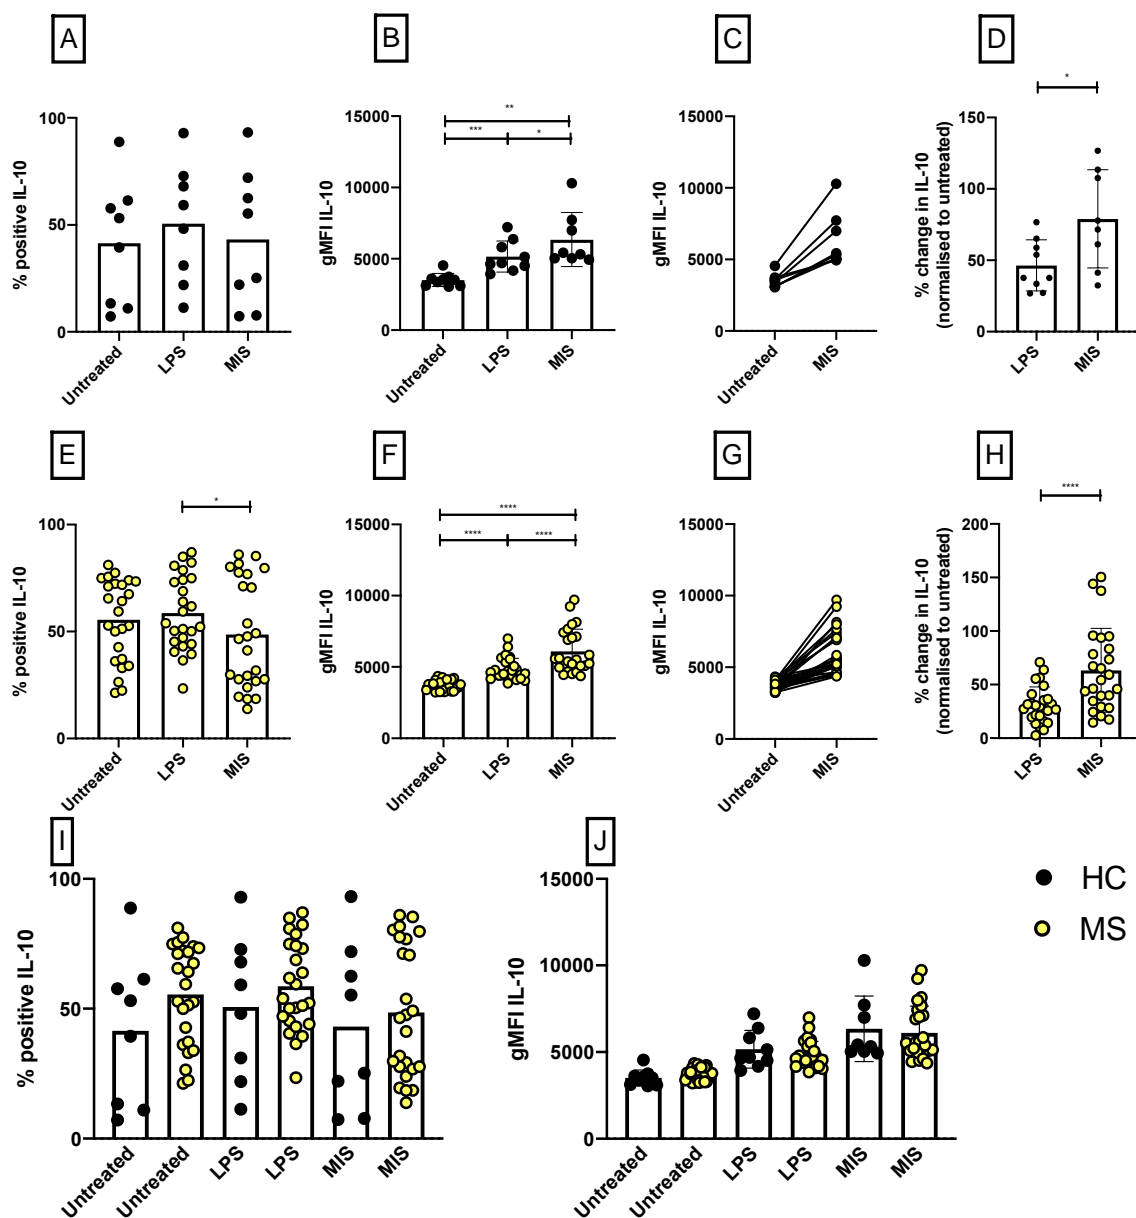 A
B
C
D
% positive IL-10
100
50
0
Untreated
LPS
MIS
gMFI IL-10
15000
10000
5000
0
**
***
*
Untreated
LPS
MIS
gMFI IL-10
15000
10000
5000
0
Untreated
MIS
% change in IL-10
(normalised to untreated)
150
100
50
0
*
LPS
MIS
E
F
G
H
% positive IL-10
100
50
0
*
Untreated
LPS
MIS
gMFI IL-10
15000
10000
5000
0
****
****
****
Untreated
LPS
MIS
gMFI IL-10
15000
10000
5000
0
Untreated
MIS
% change in IL-10
(normalised to untreated)
200
150
100
50
0
****
LPS
MIS
I
J
% positive IL-10
100
50
0
Untreated
Untreated
LPS
LPS
MIS
MIS
gMFI IL-10
15000
10000
5000
0
Untreated
Untreated
LPS
LPS
MIS
MIS
HC
MS